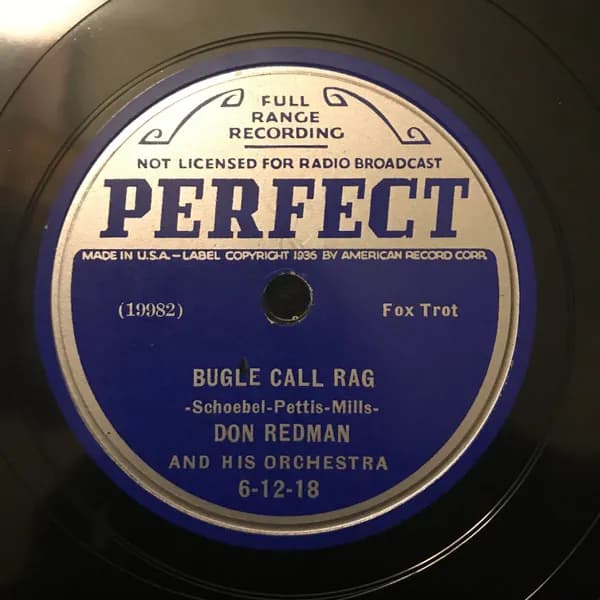 FULL
RANGE
RECORDING
NOT LICENSED FOR RADIO BROADCAST
PERFECT
MADE IN U.S.A. – LABEL COPYRIGHT 1936 BY AMERICAN RECORD CORP.
(19982) Fox Trot
BUGLE CALL RAG
-Schoebel-Pettis-Mills-
DON REDMAN
AND HIS ORCHESTRA
6-12-18